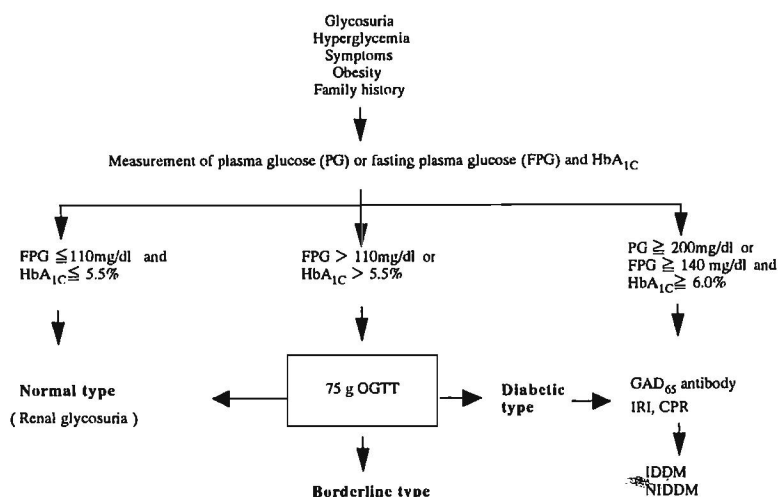 Glycosuria
Hyperglycemia
Symptoms
Obesity
Family history
Measurement of plasma glucose (PG) or fasting plasma glucose (FPG) and HbA1C
FPG ≦110mg/dl and
HbA1C≦ 5.5%
FPG > 110mg/dl or
HbA1C > 5.5%
PG ≧ 200mg/dl or
FPG ≧ 140 mg/dl and
HbA1C≧ 6.0%
Normal type
( Renal glycosuria )
75 g OGTT
Diabetic
type
GAD65 antibody
IRI, CPR
Borderline type
IDDM
NIDDM